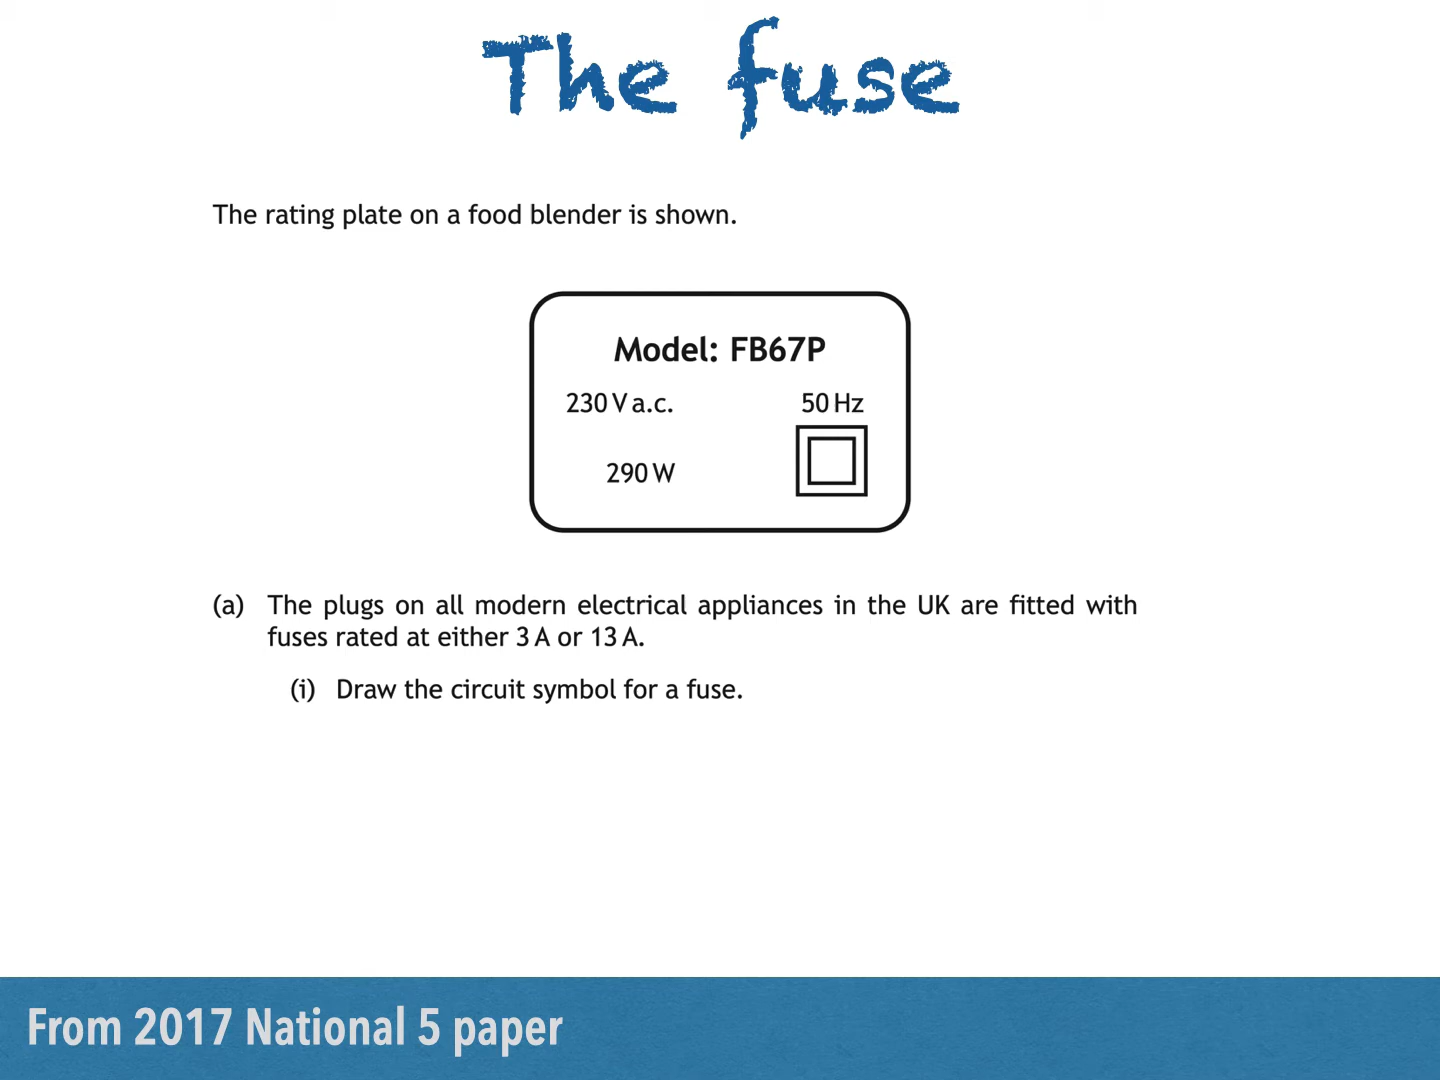 The fuse
The rating plate on a food blender is shown.
Model: FB67P
230 V a.c. 50 Hz
290 W
(a) The plugs on all modern electrical appliances in the UK are fitted with
fuses rated at either 3 A or 13 A.
(i) Draw the circuit symbol for a fuse.
From 2017 National 5 paper